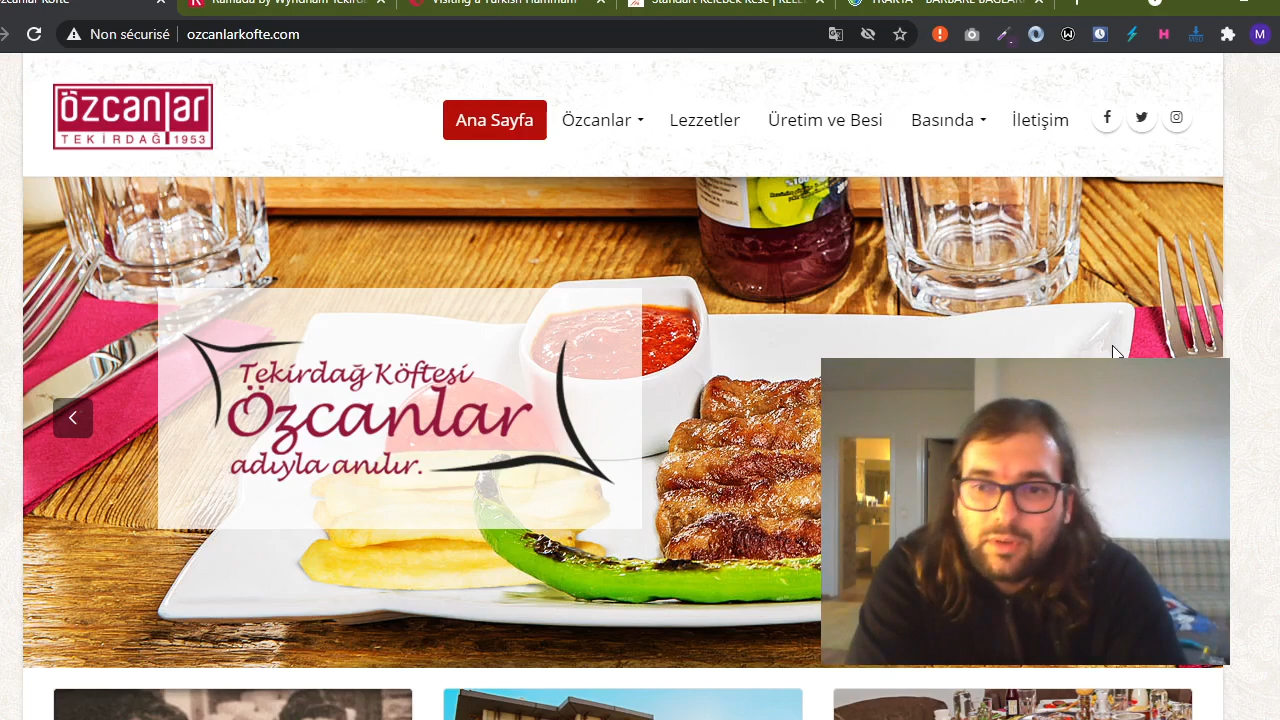 Non sécurisé
ozcanlarkofte.com
özcanlar
TEKİRDAĞ 1953
Ana Sayfa
Özcanlar
Lezzetler
Üretim ve Besi
Basında
İletişim
Tekirdağ Köftesi
Özcanlar
adıyla anılır.
M